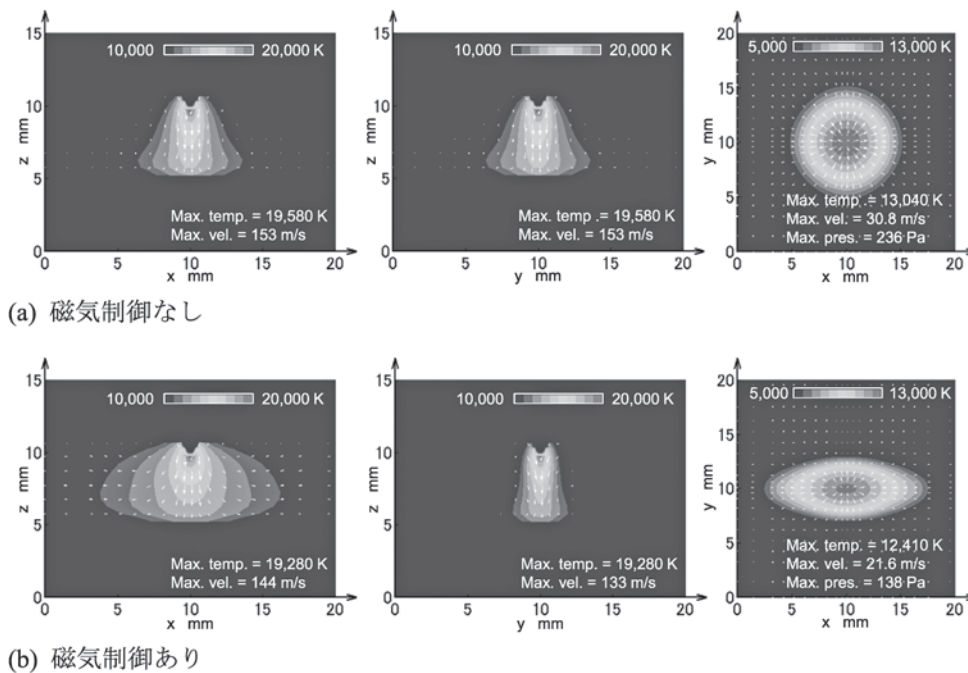 15
10
5
0
z mm
10,000 20,000 K
Max. temp. = 19,580 K
Max. vel. = 153 m/s
0 5 10 15 20
x mm
15
10
5
0
z mm
10,000 20,000 K
Max. temp .= 19,580 K
Max. vel. = 153 m/s
0 5 10 15 20
y mm
20
15
10
5
0
y mm
5,000 13,000 K
Max. temp. = 13,040 K
Max. vel. = 30.8 m/s
Max. pres. = 236 Pa
0 5 10 15 20
x mm
(a) 磁気制御なし
15
10
5
0
z mm
10,000 20,000 K
Max. temp. = 19,280 K
Max. vel. = 144 m/s
0 5 10 15 20
x mm
15
10
5
0
z mm
10,000 20,000 K
Max. temp. = 19,280 K
Max. vel. = 133 m/s
0 5 10 15 20
y mm
20
15
10
5
0
y mm
5,000 13,000 K
Max. temp. = 12,410 K
Max. vel. = 21.6 m/s
Max. pres. = 138 Pa
0 5 10 15 20
x mm
(b) 磁気制御あり